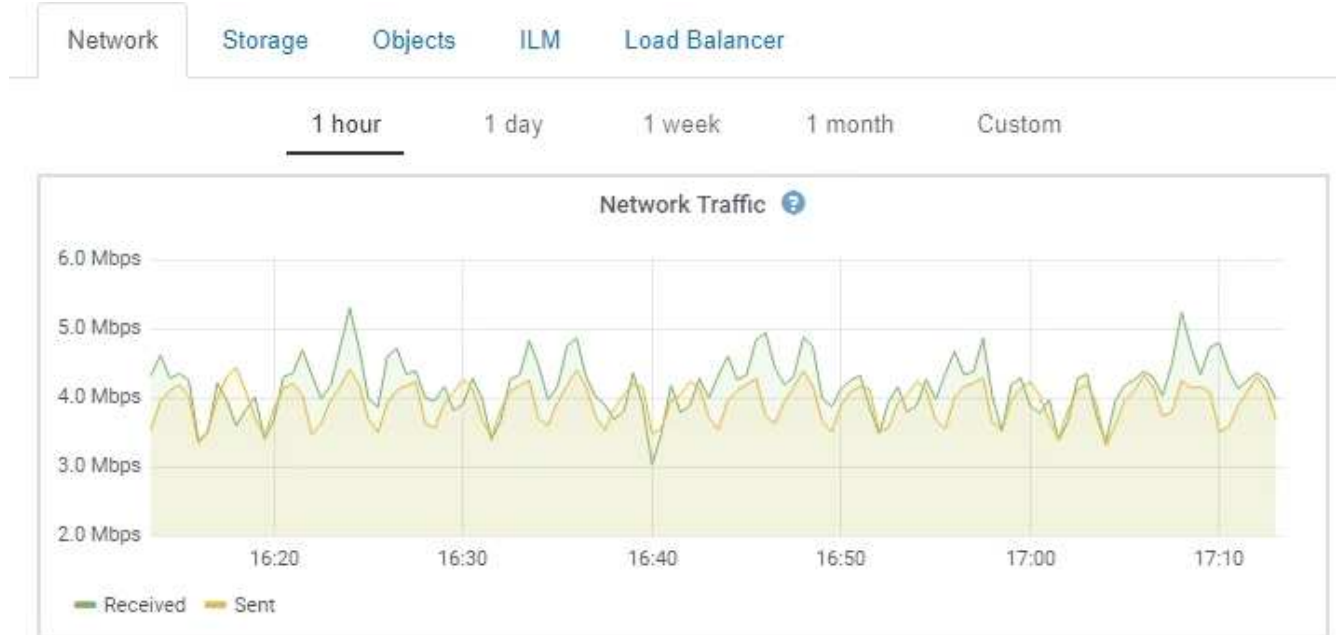 Network Storage Objects ILM Load Balancer
1 hour 1 day 1 week 1 month Custom
Network Traffic ?
6.0 Mbps
5.0 Mbps
4.0 Mbps
3.0 Mbps
2.0 Mbps
16:20 16:30 16:40 16:50 17:00 17:10
Received Sent